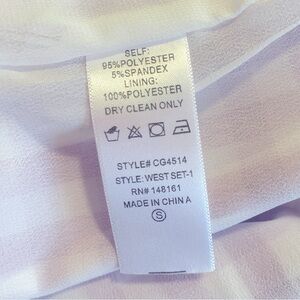 SELF:
95%POLYESTER
5%SPANDEX
LINING:
100%POLYESTER
DRY CLEAN ONLY
STYLE# CG4514
STYLE: WEST SET-1
RN# 148161
MADE IN CHINA
S